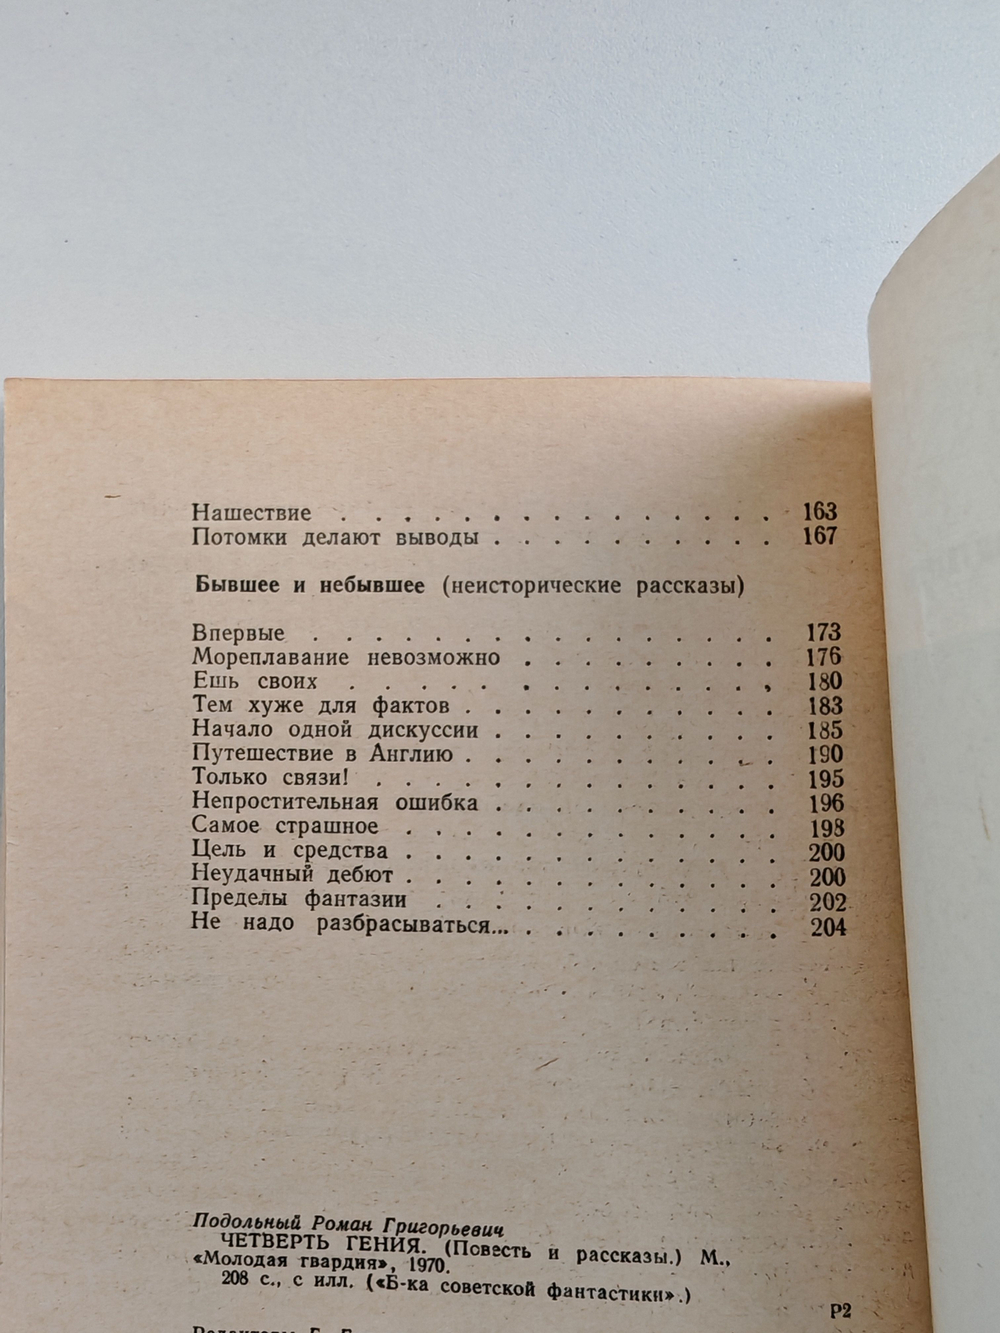 Нашествие . . . . . . . . . . . . . . . 163
Потомки делают выводы . . . . . . . . . . 167
Бывшее и небывшее (неисторические рассказы)
Впервые . . . . . . . . . . . . . . . . 173
Мореплавание невозможно . . . . . . . . . 176
Ешь своих . . . . . . . . . . . . . . 180
Тем хуже для фактов . . . . . . . . . . . 183
Начало одной дискуссии . . . . . . . . . . 185
Путешествие в Англию . . . . . . . . . . . 190
Только связи! . . . . . . . . . . . . . . 195
Непростительная ошибка . . . . . . . . . . 196
Самое страшное . . . . . . . . . . . . . 198
Цель и средства . . . . . . . . . . . . . 200
Неудачный дебют . . . . . . . . . . . . . 200
Пределы фантазии . . . . . . . . . . . . 202
Не надо разбрасываться... . . . . . . . . . 204
Подольный Роман Григорьевич
ЧЕТВЕРТЬ ГЕНИЯ. (Повесть и рассказы.) М.,
«Молодая гвардия», 1970.
208 с., с илл. («Б-ка советской фантастики».)
Р2